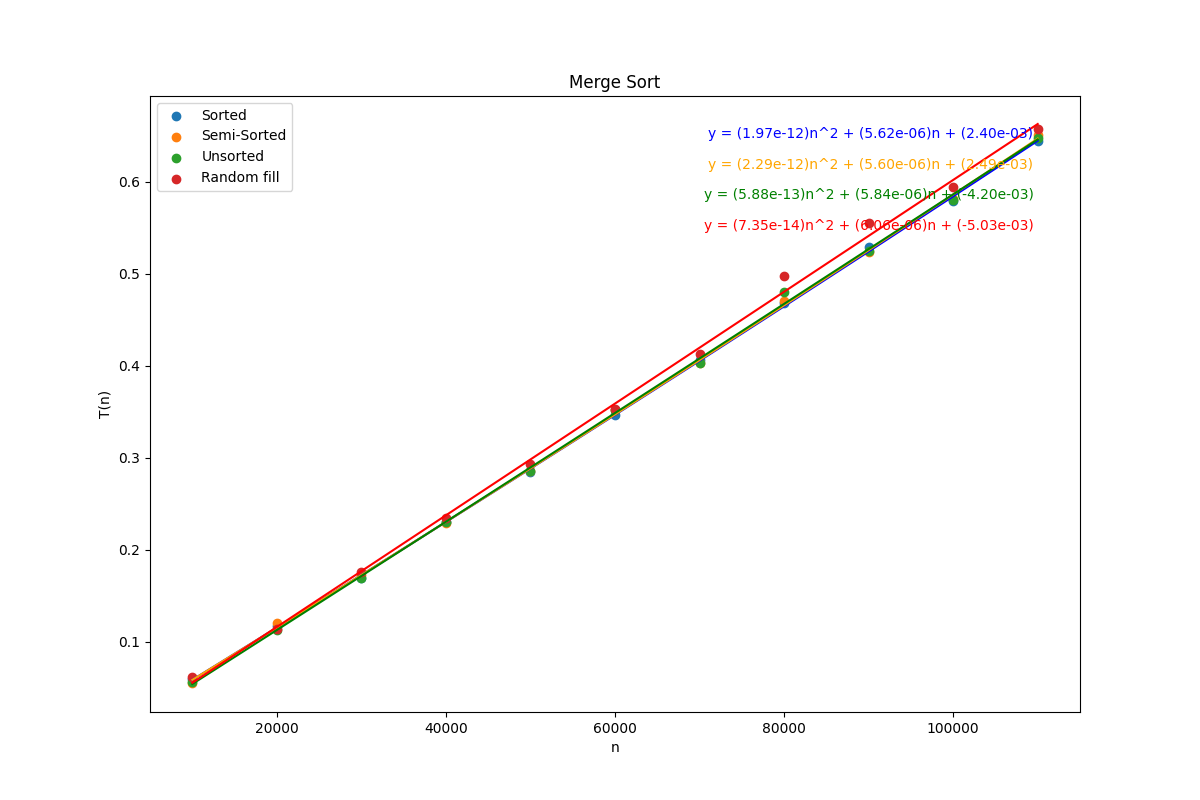 Merge Sort
Sorted
Semi-Sorted
Unsorted
Random fill
y = (1.97e-12)n^2 + (5.62e-06)n + (2.40e-03)
y = (2.29e-12)n^2 + (5.60e-06)n + (2.49e-03)
y = (5.88e-13)n^2 + (5.84e-06)n + (-4.20e-03)
y = (7.35e-14)n^2 + (6.06e-06)n + (-5.03e-03)
T(n)
0.6
0.5
0.4
0.3
0.2
0.1
20000 40000 60000 80000 100000
n